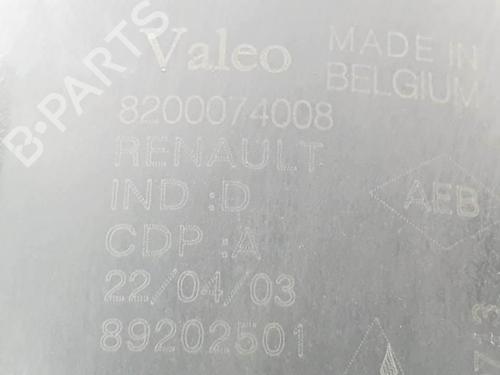 Valeo
MADE IN
BELGIUM
8200074008
RENAULT
IND :D
CDP :A
22/04/03
89202501
AEB
B-PARTS